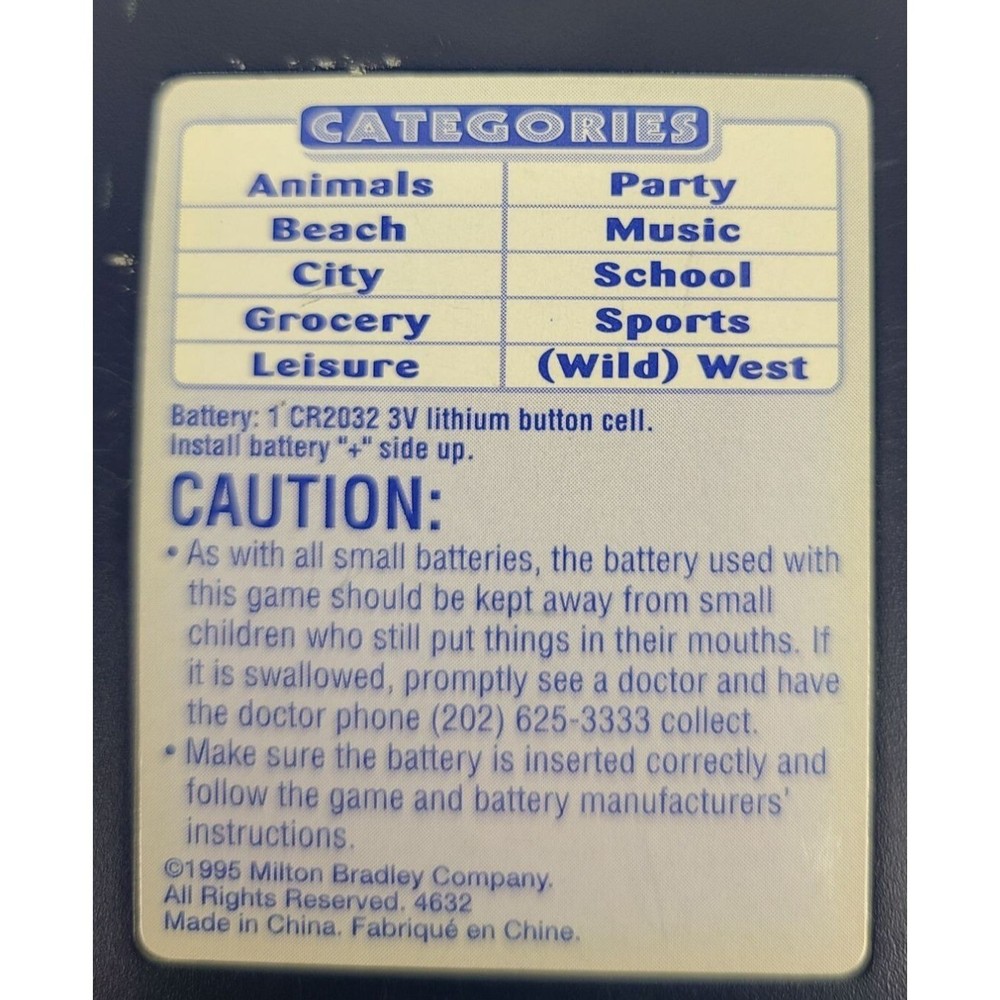 CATEGORIES
Animals Party
Beach Music
City School
Grocery Sports
Leisure (Wild) West
Battery: 1 CR2032 3V lithium button cell.
Install battery "+" side up.
CAUTION:
• As with all small batteries, the battery used with
this game should be kept away from small
children who still put things in their mouths. If
it is swallowed, promptly see a doctor and have
the doctor phone (202) 625-3333 collect.
• Make sure the battery is inserted correctly and
follow the game and battery manufacturers'
instructions.
©1995 Milton Bradley Company.
All Rights Reserved. 4632
Made in China. Fabriqué en Chine.